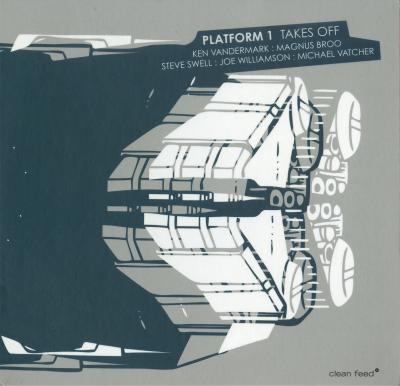 PLATFORM 1 TAKES OFF
KEN VANDERMARK : MAGNUS BROO
STEVE SWELL : JOE WILLIAMSON : MICHAEL VATCHER
clean feed